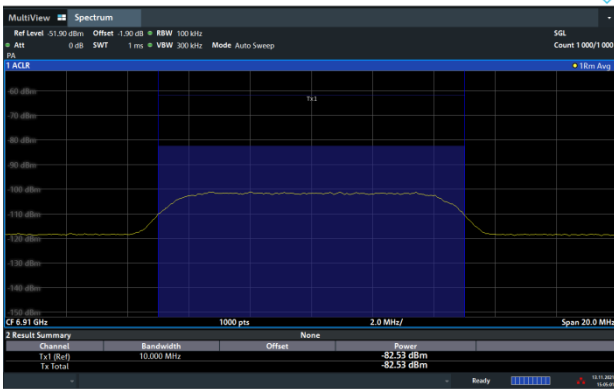 MultiView Spectrum
Ref Level -51.90 dBm Offset -1.90 dB RBW 100 kHz SGL
Att 0 dB SWT 1 ms VBW 300 kHz Mode Auto Sweep Count 1000/1000
PA
1 ACLR 1Rm Avg
-60 dBm
Tx1
-70 dBm
-80 dBm
-90 dBm
-100 dBm
-110 dBm
-120 dBm
-130 dBm
-140 dBm
-150 dBm
CF 6.91 GHz 1000 pts 2.0 MHz/ Span 20.0 MHz
2 Result Summary None
Channel Bandwidth Offset Power
Tx1 (Ref) 10.000 MHz -82.53 dBm
Tx Total -82.53 dBm
Ready